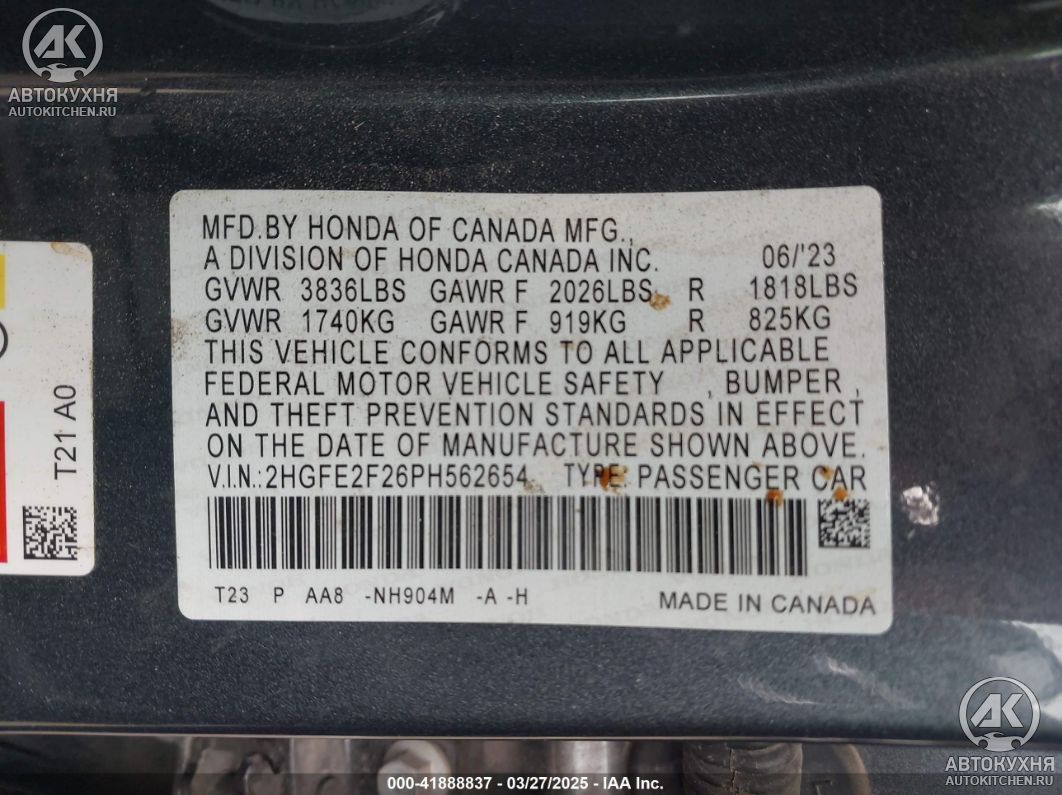 AK
АВТОКУХНЯ
AUTOKITCHEN.RU
MFD.BY HONDA OF CANADA MFG.,
A DIVISION OF HONDA CANADA INC. 06/'23
GVWR 3836LBS GAWR F 2026LBS R 1818LBS
GVWR 1740KG GAWR F 919KG R 825KG
THIS VEHICLE CONFORMS TO ALL APPLICABLE
FEDERAL MOTOR VEHICLE SAFETY , BUMPER ,
AND THEFT PREVENTION STANDARDS IN EFFECT
ON THE DATE OF MANUFACTURE SHOWN ABOVE.
V.I.N.:2HGFE2F26PH562654 TYPE PASSENGER CAR
T23 P AA8 -NH904M -A -H
MADE IN CANADA
T21 A0
AK
АВТОКУХНЯ
AUTOKITCHEN.RU
000-41888837 - 03/27/2025 - IAA Inc.